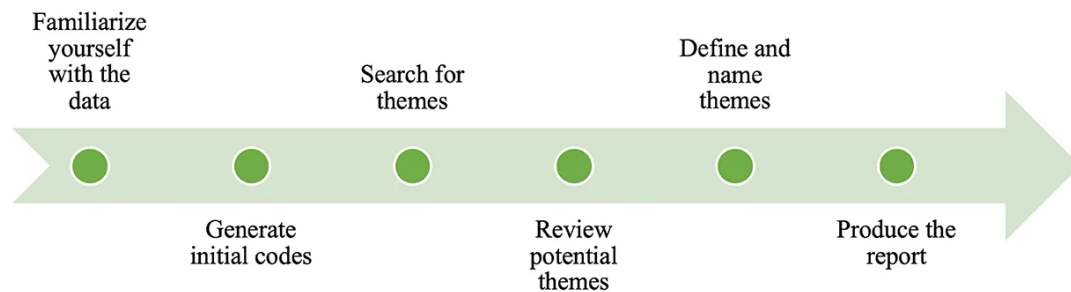 Familiarize
yourself
with the
data
Generate
initial codes
Search for
themes
Review
potential
themes
Define and
name
themes
Produce the
report